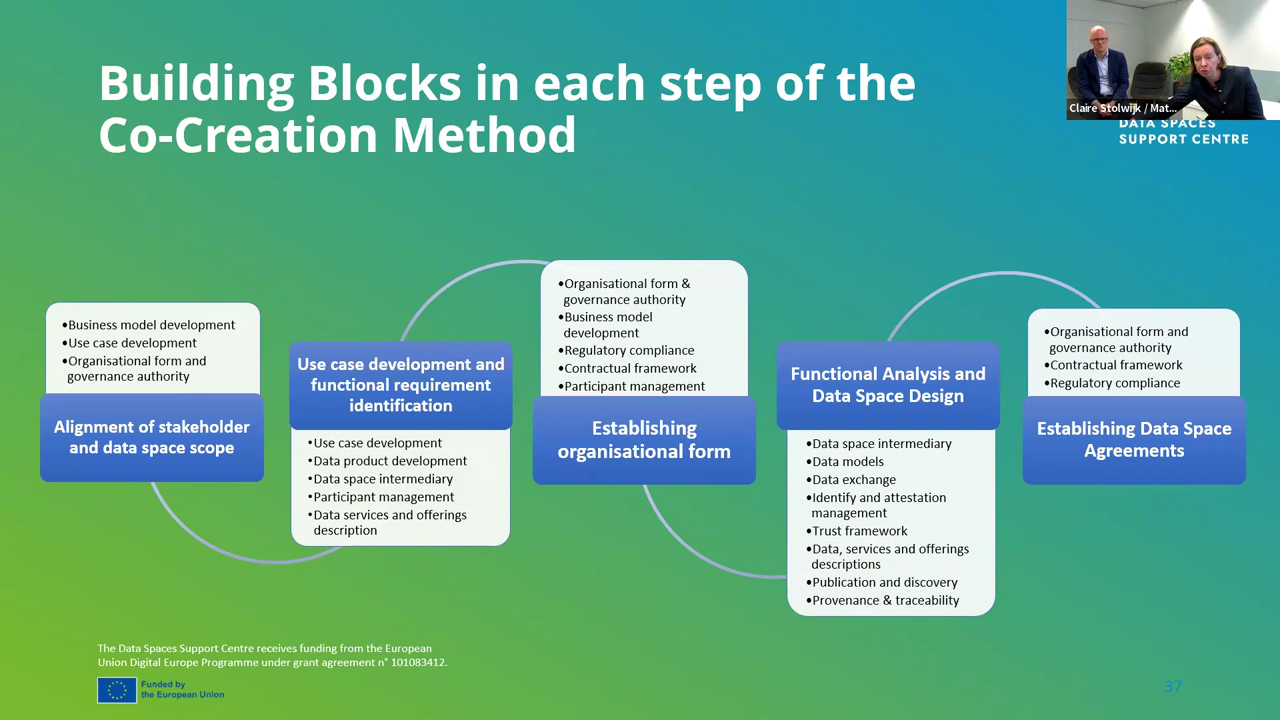 Building Blocks in each step of the
Co-Creation Method
Claire Stolwijk / Mat...
DATA SPACES
SUPPORT CENTRE
•Business model development
•Use case development
•Organisational form and
governance authority
Alignment of stakeholder
and data space scope
Use case development and
functional requirement
identification
•Use case development
•Data product development
•Data space intermediary
•Participant management
•Data services and offerings
description
•Organisational form &
governance authority
•Business model
development
•Regulatory compliance
•Contractual framework
•Participant management
Establishing
organisational form
Functional Analysis and
Data Space Design
•Data space intermediary
•Data models
•Data exchange
•Identify and attestation
management
•Trust framework
•Data, services and offerings
descriptions
•Publication and discovery
•Provenance & traceability
•Organisational form and
governance authority
•Contractual framework
•Regulatory compliance
Establishing Data Space
Agreements
The Data Spaces Support Centre receives funding from the European
Union Digital Europe Programme under grant agreement n° 101083412.
Funded by
the European Union
37